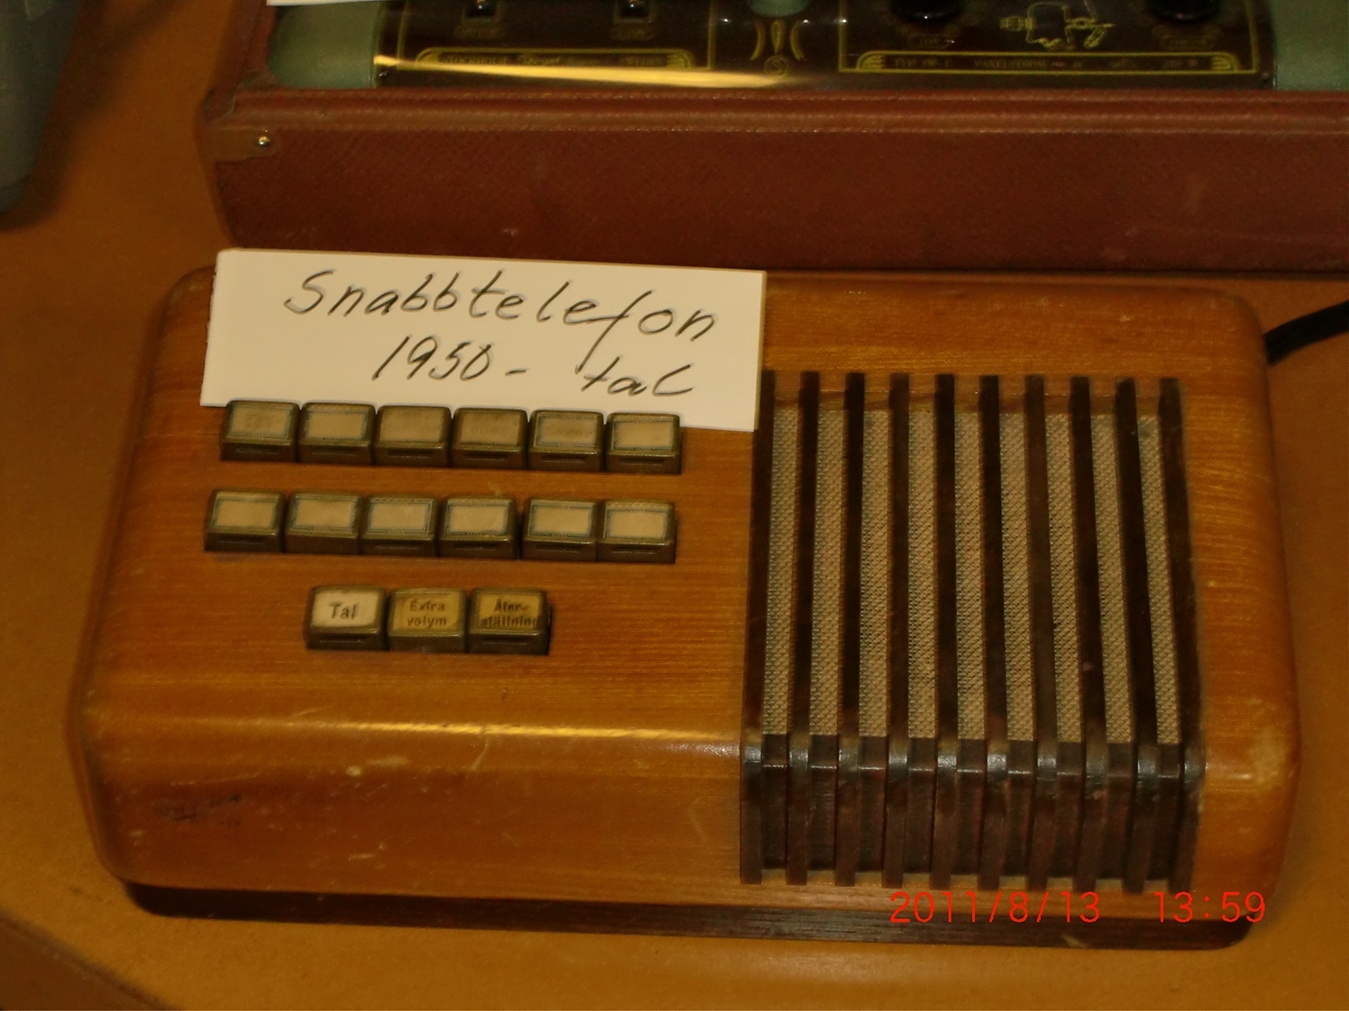 Snabbtelefon
1950-tal
Tal
Extra
volym
Åter-
ställning
2011/8/13 13:59